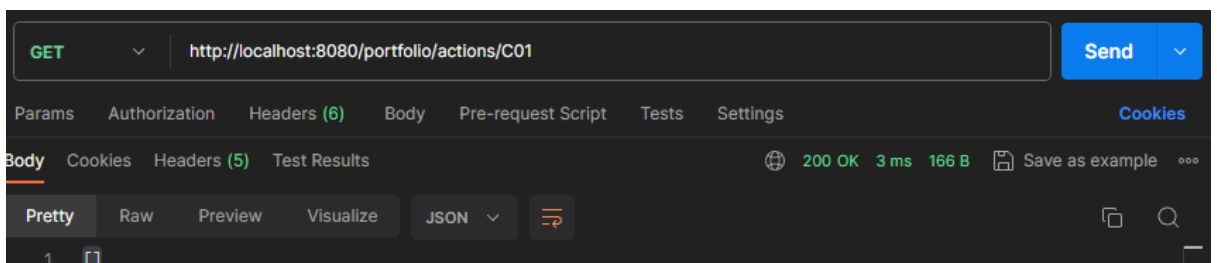 GET http://localhost:8080/portfolio/actions/C01 Send
Params Authorization Headers (6) Body Pre-request Script Tests Settings Cookies
Body Cookies Headers (5) Test Results 200 OK 3 ms 166 B Save as example
Pretty Raw Preview Visualize JSON
1 []